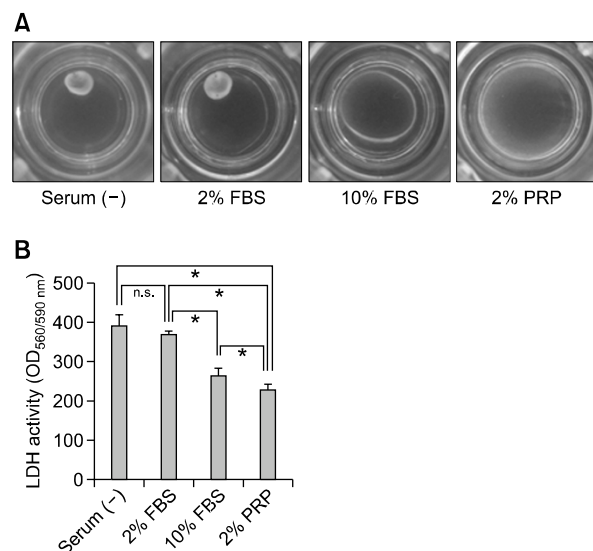 A
Serum (−) 2% FBS 10% FBS 2% PRP
B
LDH activity (OD560/590 nm)
500
400
300
200
100
0
*
n.s. *
*
*
Serum (−) 2% FBS 10% FBS 2% PRP